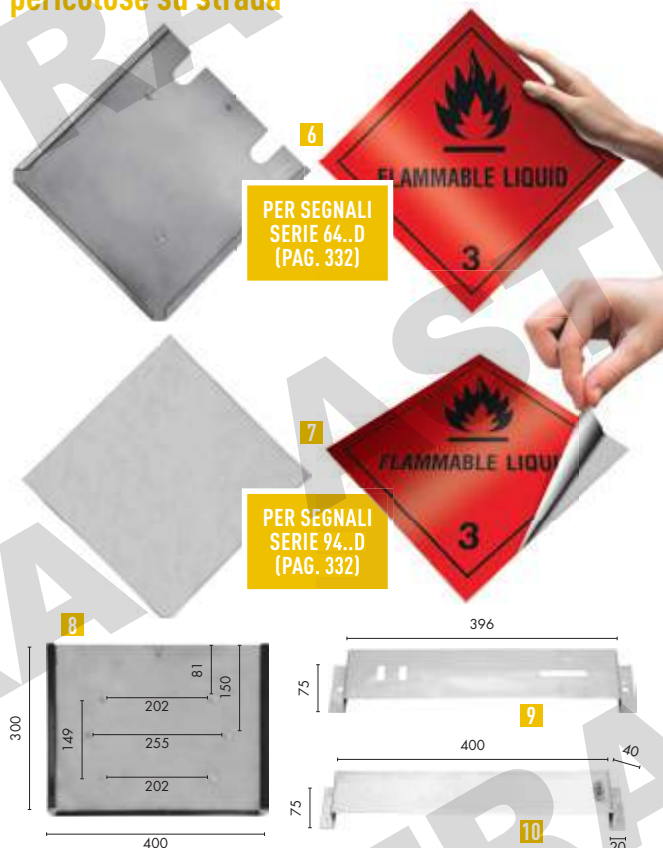 pericolose su strada
6
FLAMMABLE LIQUID
3
PER SEGNALI
SERIE 64..D
(PAG. 332)
7
FLAMMABLE LIQU
3
PER SEGNALI
SERIE 94..D
(PAG. 332)
8
300
81
150
202
149
255
202
400
396
75
9
400
40
75
10
20